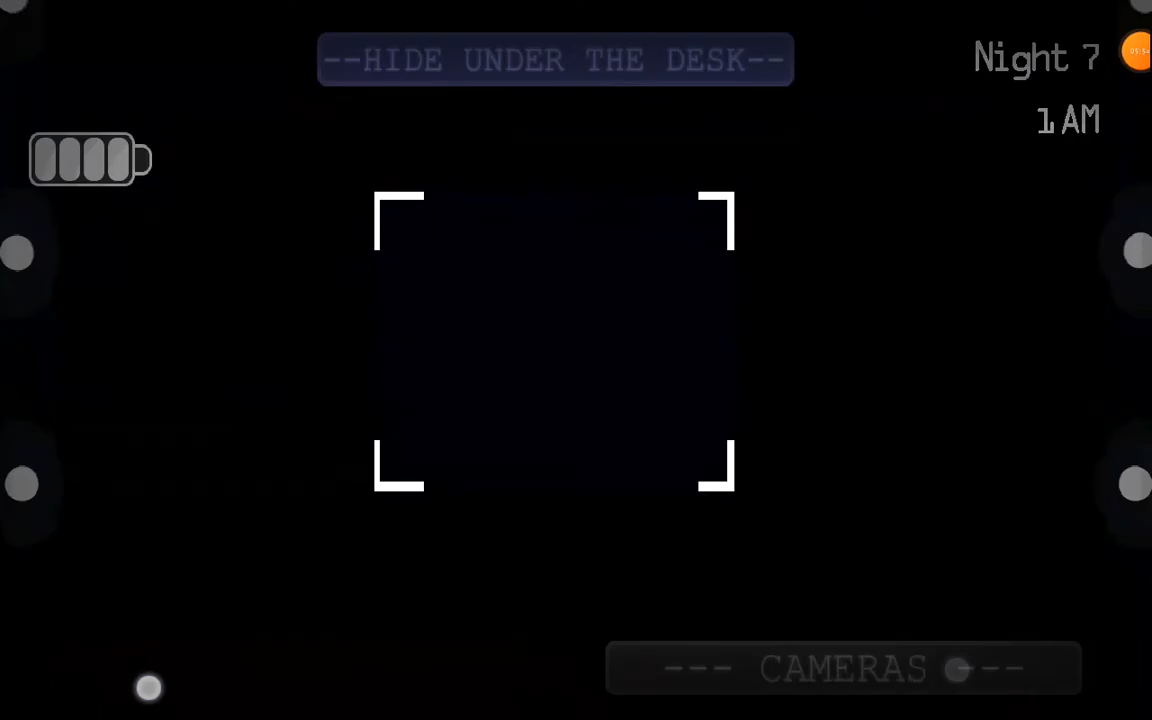 --HIDE UNDER THE DESK--
Night 7
1AM
--- CAMERAS ---